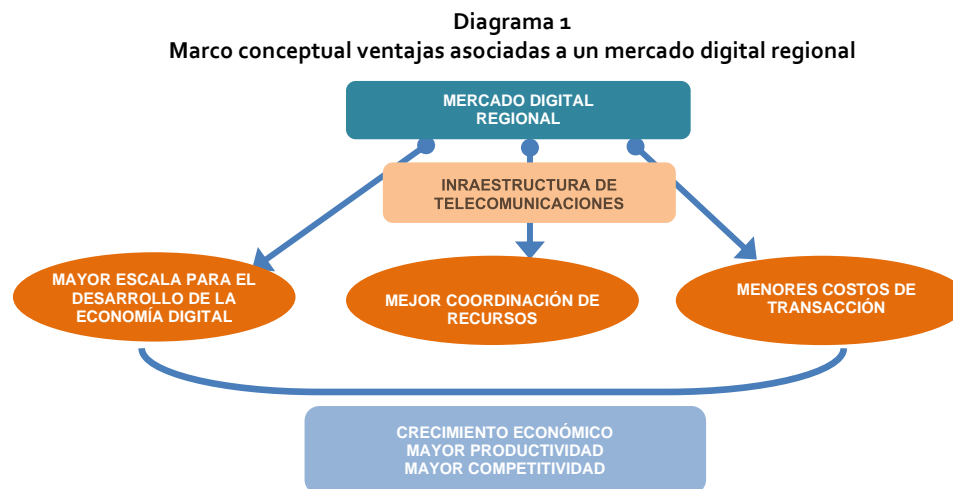 Diagrama 1
Marco conceptual ventajas asociadas a un mercado digital regional
MERCADO DIGITAL
REGIONAL
INRAESTRUCTURA DE
TELECOMUNICACIONES
MAYOR ESCALA PARA EL
DESARROLLO DE LA
ECONOMÍA DIGITAL
MEJOR COORDINACIÓN DE
RECURSOS
MENORES COSTOS DE
TRANSACCIÓN
CRECIMIENTO ECONÓMICO
MAYOR PRODUCTIVIDAD
MAYOR COMPETITIVIDAD